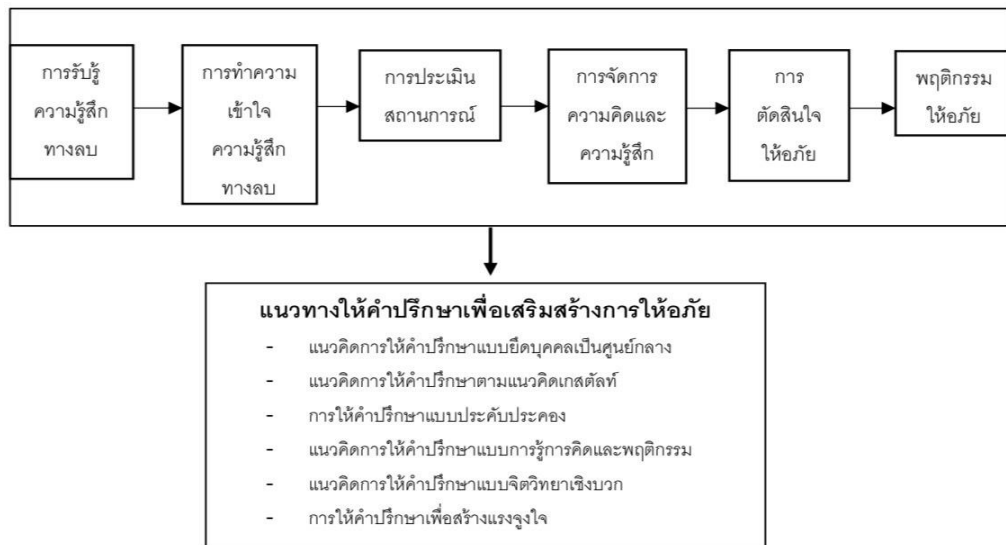 การรับรู้
ความรู้สึก
ทางลบ
การทำความ
เข้าใจ
ความรู้สึก
ทางลบ
การประเมิน
สถานการณ์
การจัดการ
ความคิดและ
ความรู้สึก
การ
ตัดสินใจ
ให้อภัย
พฤติกรรม
ให้อภัย
แนวทางให้คำปรึกษาเพื่อเสริมสร้างการให้อภัย
- แนวคิดการให้คำปรึกษาแบบยึดบุคคลเป็นศูนย์กลาง
- แนวคิดการให้คำปรึกษาตามแนวคิดเกสตัลท์
- การให้คำปรึกษาแบบประคับประคอง
- แนวคิดการให้คำปรึกษาแบบการรู้การคิดและพฤติกรรม
- แนวคิดการให้คำปรึกษาแบบจิตวิทยาเชิงบวก
- การให้คำปรึกษาเพื่อสร้างแรงจูงใจ